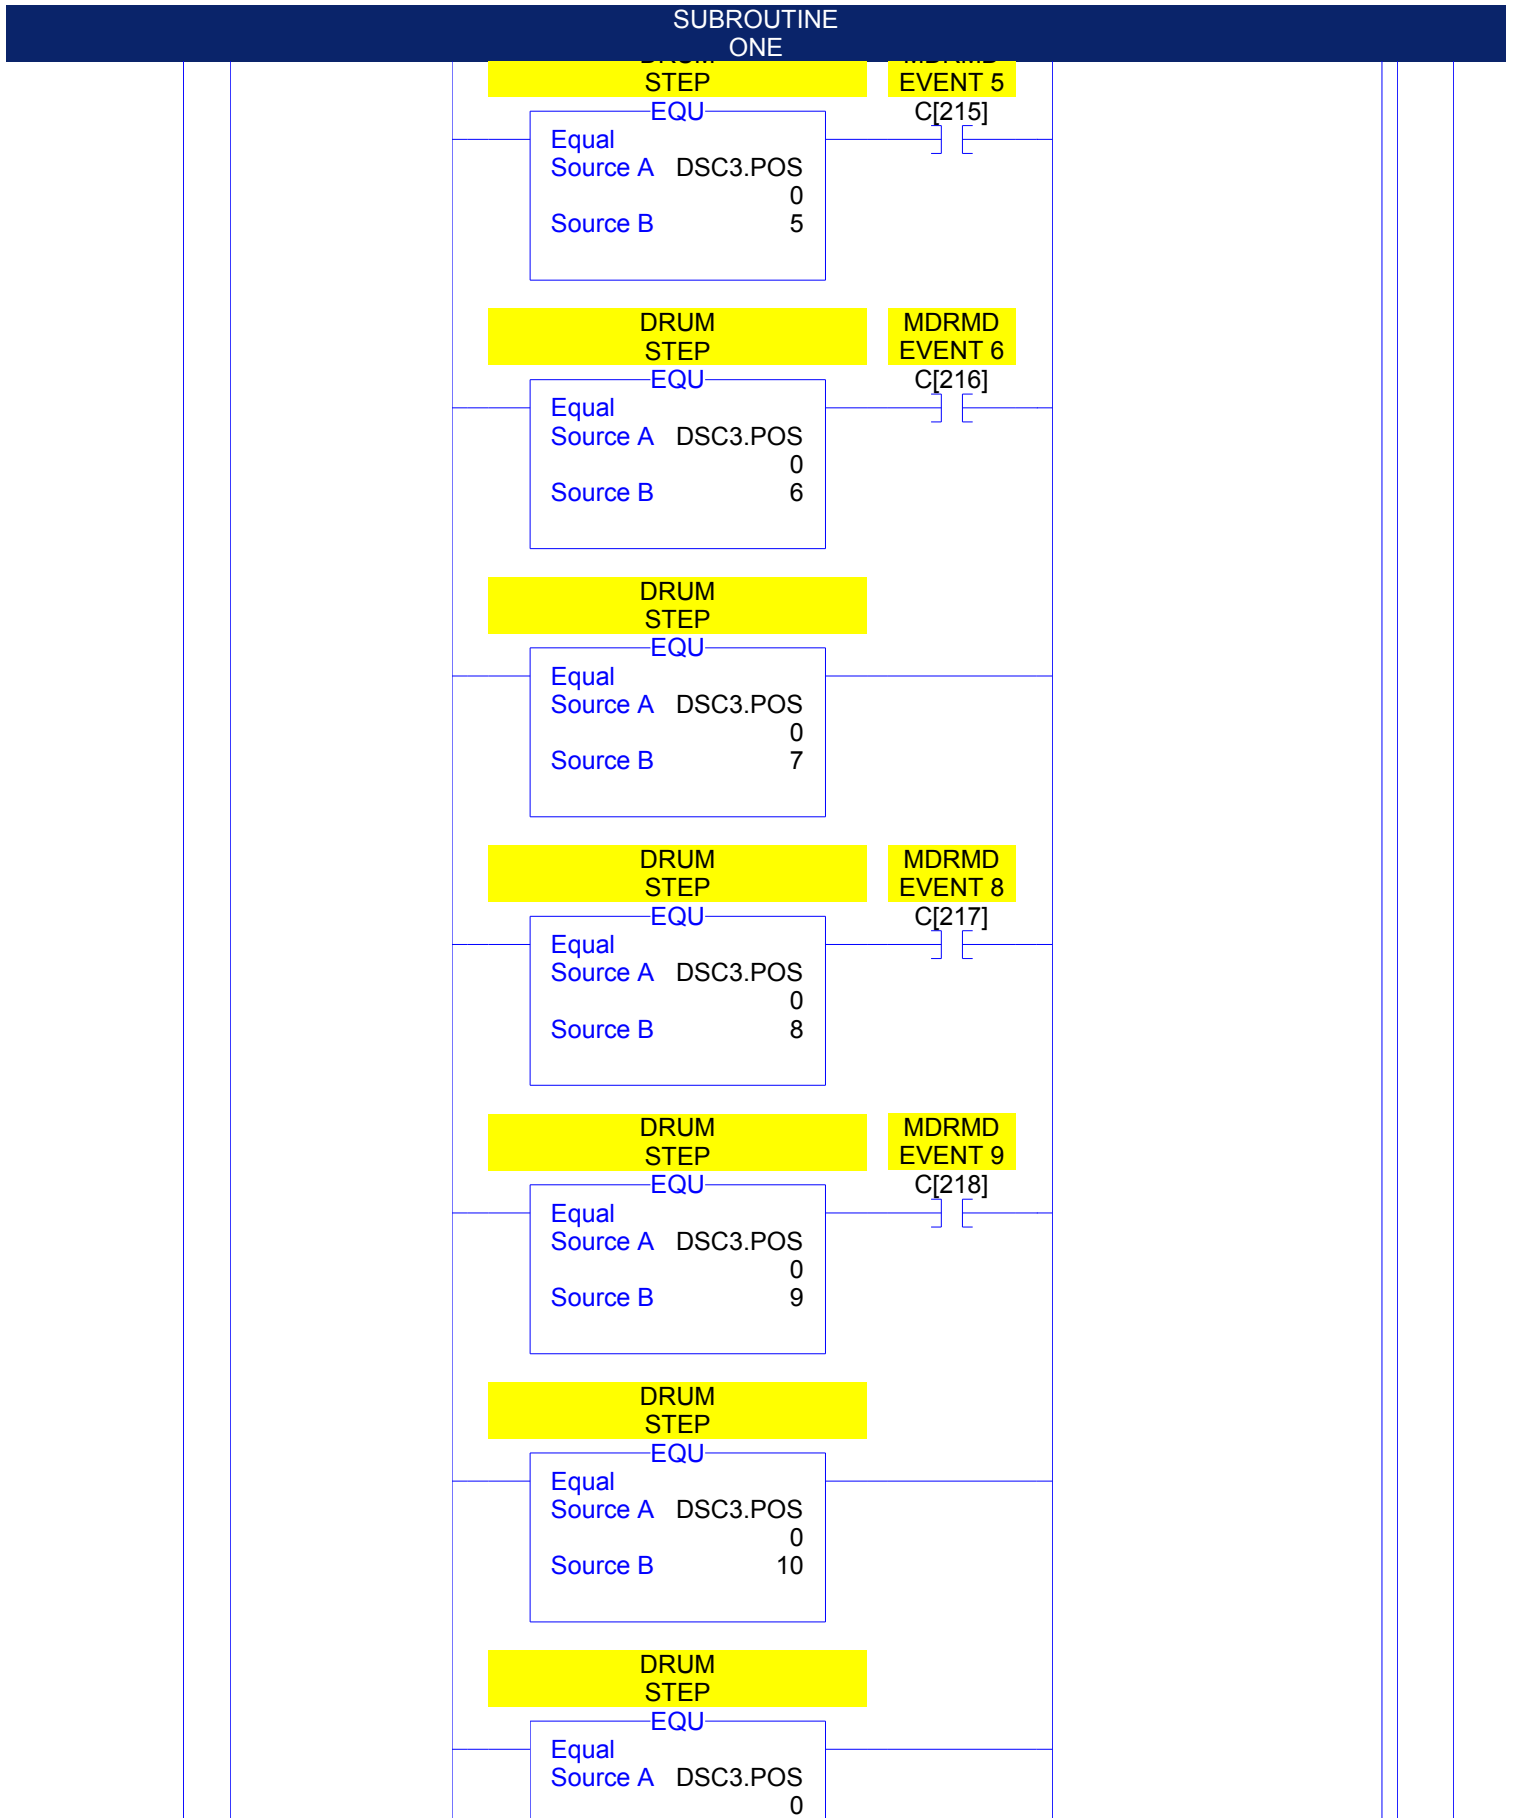 SUBROUTINE
ONE
DRUM MDRMD
STEP EVENT 5
EQU C[215]
Equal
Source A DSC3.POS
0
Source B 5
DRUM MDRMD
STEP EVENT 6
EQU C[216]
Equal
Source A DSC3.POS
0
Source B 6
DRUM
STEP
EQU
Equal
Source A DSC3.POS
0
Source B 7
DRUM MDRMD
STEP EVENT 8
EQU C[217]
Equal
Source A DSC3.POS
0
Source B 8
DRUM MDRMD
STEP EVENT 9
EQU C[218]
Equal
Source A DSC3.POS
0
Source B 9
DRUM
STEP
EQU
Equal
Source A DSC3.POS
0
Source B 10
DRUM
STEP
EQU
Equal
Source A DSC3.POS
0